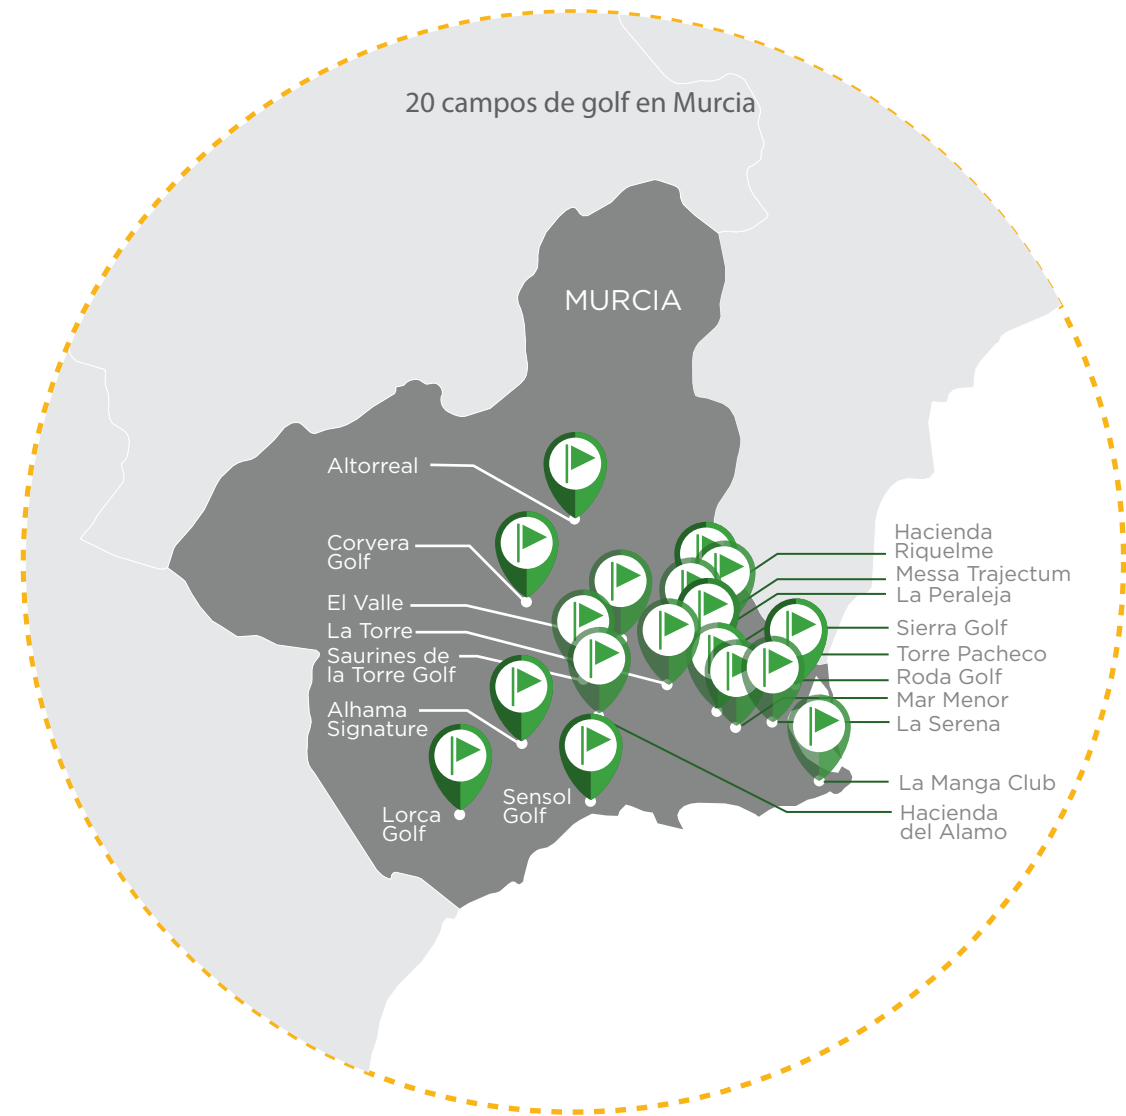 20 campos de golf en Murcia
MURCIA
Altorreal
Corvera
Golf
El Valle
La Torre
Saurines de
la Torre Golf
Alhama
Signature
Lorca
Golf
Sensol
Golf
Hacienda
Riquelme
Messa Trajectum
La Peraleja
Sierra Golf
Torre Pacheco
Roda Golf
Mar Menor
La Serena
La Manga Club
Hacienda
del Alamo